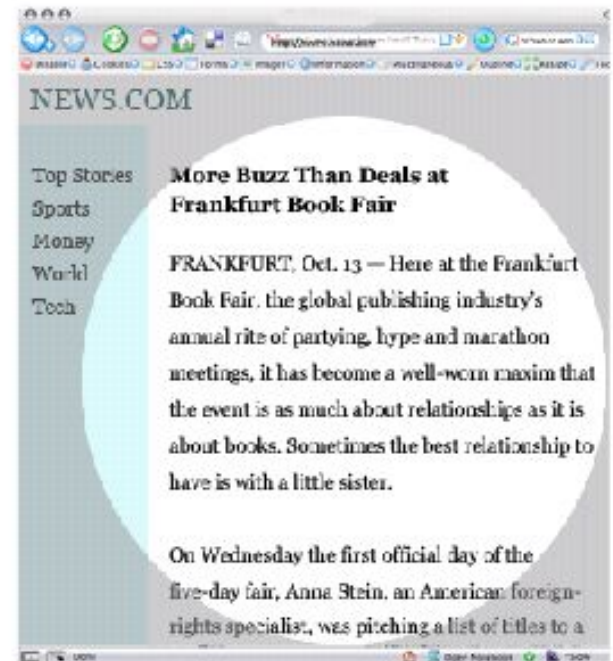 NEWS.COM
Top Stories
Sports
Money
World
Tech
More Buzz Than Deals at
Frankfurt Book Fair
FRANKFURT, Oct. 13 — Here at the Frankfurt
Book Fair, the global publishing industry's
annual rite of partying, hype and marathon
meetings, it has become a well-worn maxim that
the event is as much about relationships as it is
about books. Sometimes the best relationship to
have is with a little sister.
On Wednesday the first official day of the
five-day fair, Anna Stein, an American foreign-
rights specialist, was pitching a list of titles to a